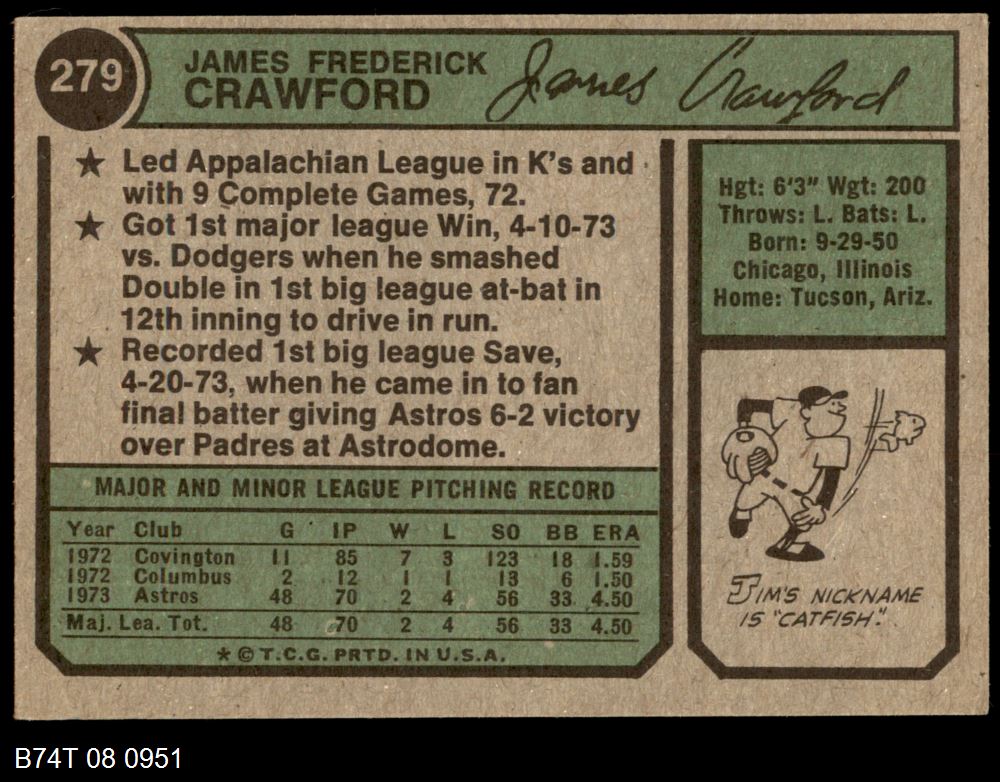 279
JAMES FREDERICK
CRAWFORD
James Crawford
★ Led Appalachian League in K's and
with 9 Complete Games, 72.
★ Got 1st major league Win, 4-10-73
vs. Dodgers when he smashed
Double in 1st big league at-bat in
12th inning to drive in run.
★ Recorded 1st big league Save,
4-20-73, when he came in to fan
final batter giving Astros 6-2 victory
over Padres at Astrodome.
Hgt: 6'3" Wgt: 200
Throws: L. Bats: L.
Born: 9-29-50
Chicago, Illinois
Home: Tucson, Ariz.
JIM'S NICKNAME
IS "CATFISH".
MAJOR AND MINOR LEAGUE PITCHING RECORD
Year Club G IP W L SO BB ERA
1972 Covington 11 85 7 3 123 18 1.59
1972 Columbus 2 12 1 1 13 6 1.50
1973 Astros 48 70 2 4 56 33 4.50
Maj. Lea. Tot. 48 70 2 4 56 33 4.50
* © T.C.G. PRTD. IN U.S.A.
B74T 08 0951